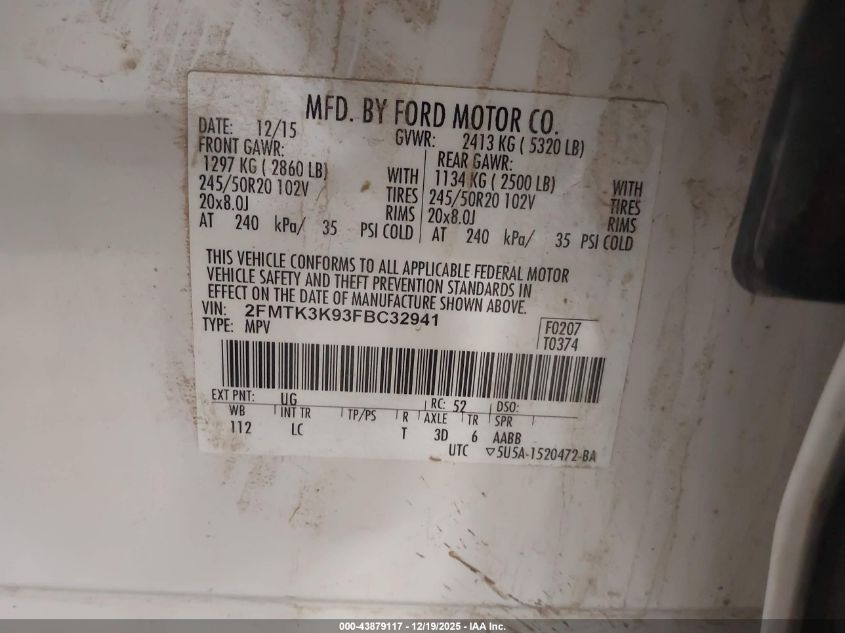 MFD. BY FORD MOTOR CO.
DATE: 12/15 GVWR: 2413 KG ( 5320 LB)
FRONT GAWR: REAR GAWR:
1297 KG ( 2860 LB) WITH 1134 KG ( 2500 LB) WITH
245/50R20 102V TIRES 245/50R20 102V TIRES
20x8.0J RIMS 20x8.0J RIMS
AT 240 kPa/ 35 PSI COLD AT 240 kPa/ 35 PSI COLD
THIS VEHICLE CONFORMS TO ALL APPLICABLE FEDERAL MOTOR
VEHICLE SAFETY AND THEFT PREVENTION STANDARDS IN
EFFECT ON THE DATE OF MANUFACTURE SHOWN ABOVE.
VIN: 2FMTK3K93FBC32941
TYPE: MPV F0207
T0374
EXT PNT: UG RC: 52 DSO:
WB INT TR TP/PS R AXLE TR SPR
112 LC T 3D 6 AABB
UTC ▽5U5A-1520472-BA
000-43879117 - 12/19/2025 - IAA Inc.